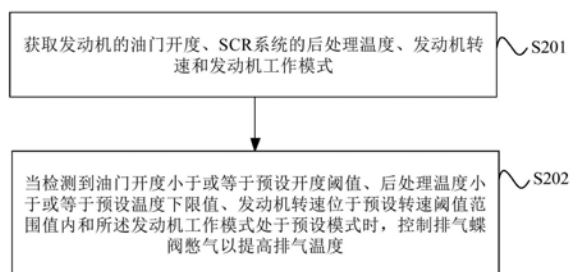 获取发动机的油门开度、SCR系统的后处理温度、发动机转
速和发动机工作模式
S201
当检测到油门开度小于或等于预设开度阈值、后处理温度小
于或等于预设温度下限值、发动机转速位于预设转速阈值范
围值内和所述发动机工作模式处于预设模式时，控制排气蝶
阀憋气以提高排气温度
S202